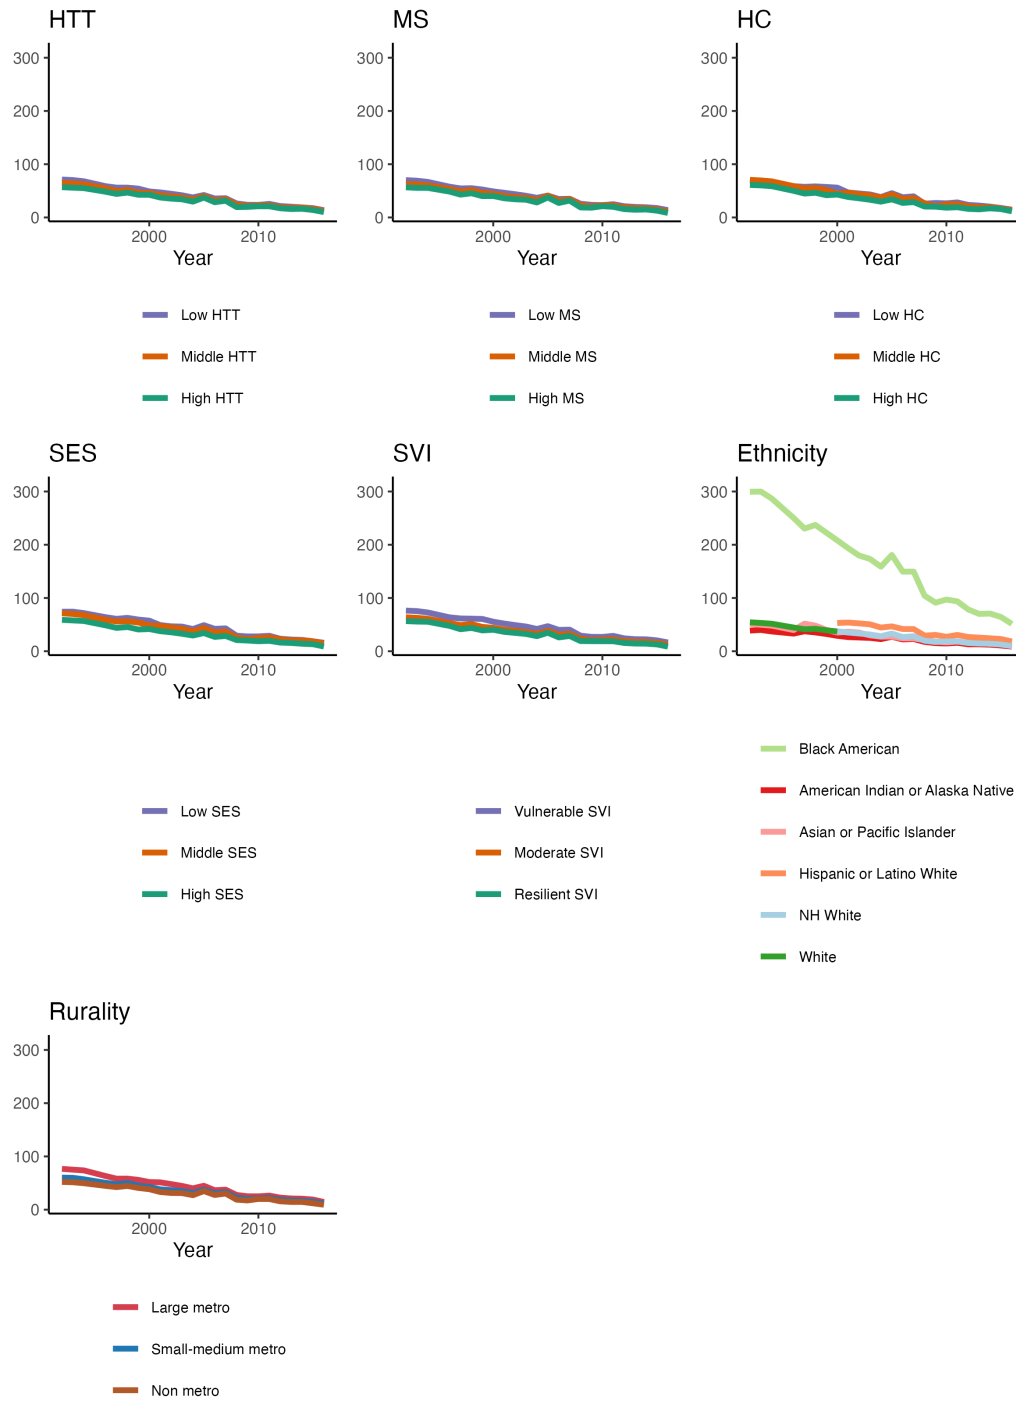 HTT
300
200
100
0
2000 2010
Year
Low HTT
Middle HTT
High HTT
MS
300
200
100
0
2000 2010
Year
Low MS
Middle MS
High MS
HC
300
200
100
0
2000 2010
Year
Low HC
Middle HC
High HC
SES
300
200
100
0
2000 2010
Year
Low SES
Middle SES
High SES
SVI
300
200
100
0
2000 2010
Year
Vulnerable SVI
Moderate SVI
Resilient SVI
Ethnicity
300
200
100
0
2000 2010
Year
Black American
American Indian or Alaska Native
Asian or Pacific Islander
Hispanic or Latino White
NH White
White
Rurality
300
200
100
0
2000 2010
Year
Large metro
Small-medium metro
Non metro